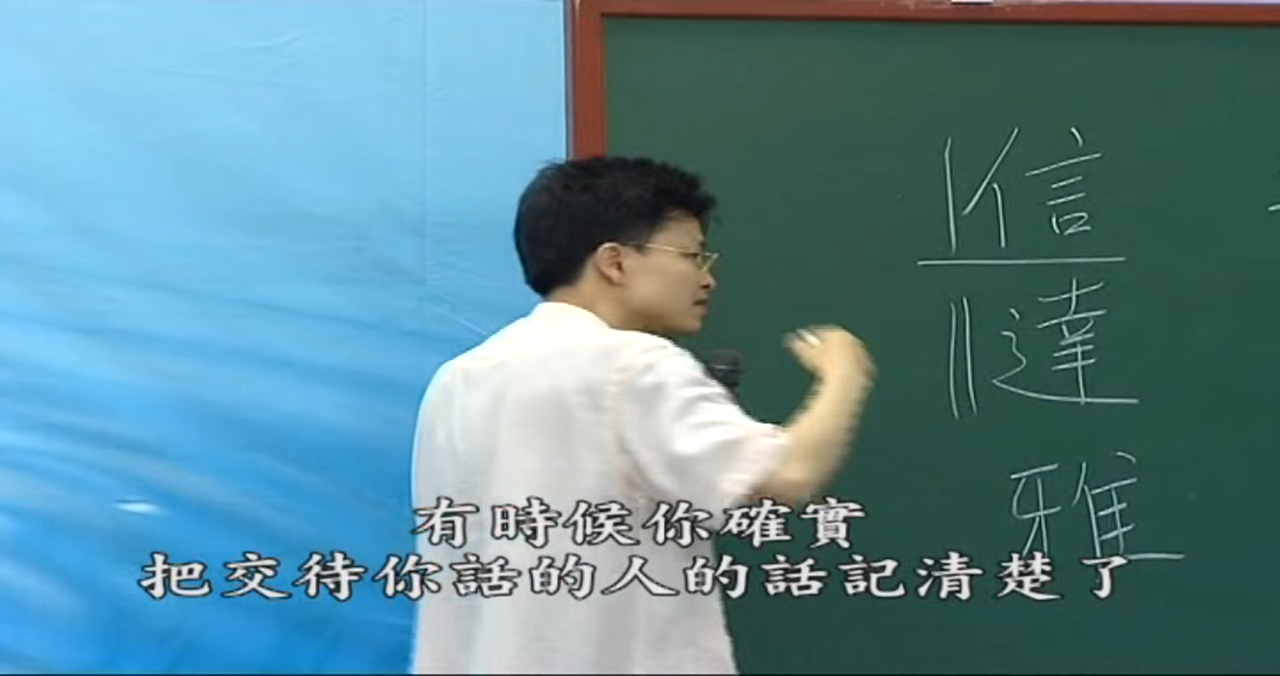 信
達
雅
有時候你確實
把交待你話的人的話記清楚了